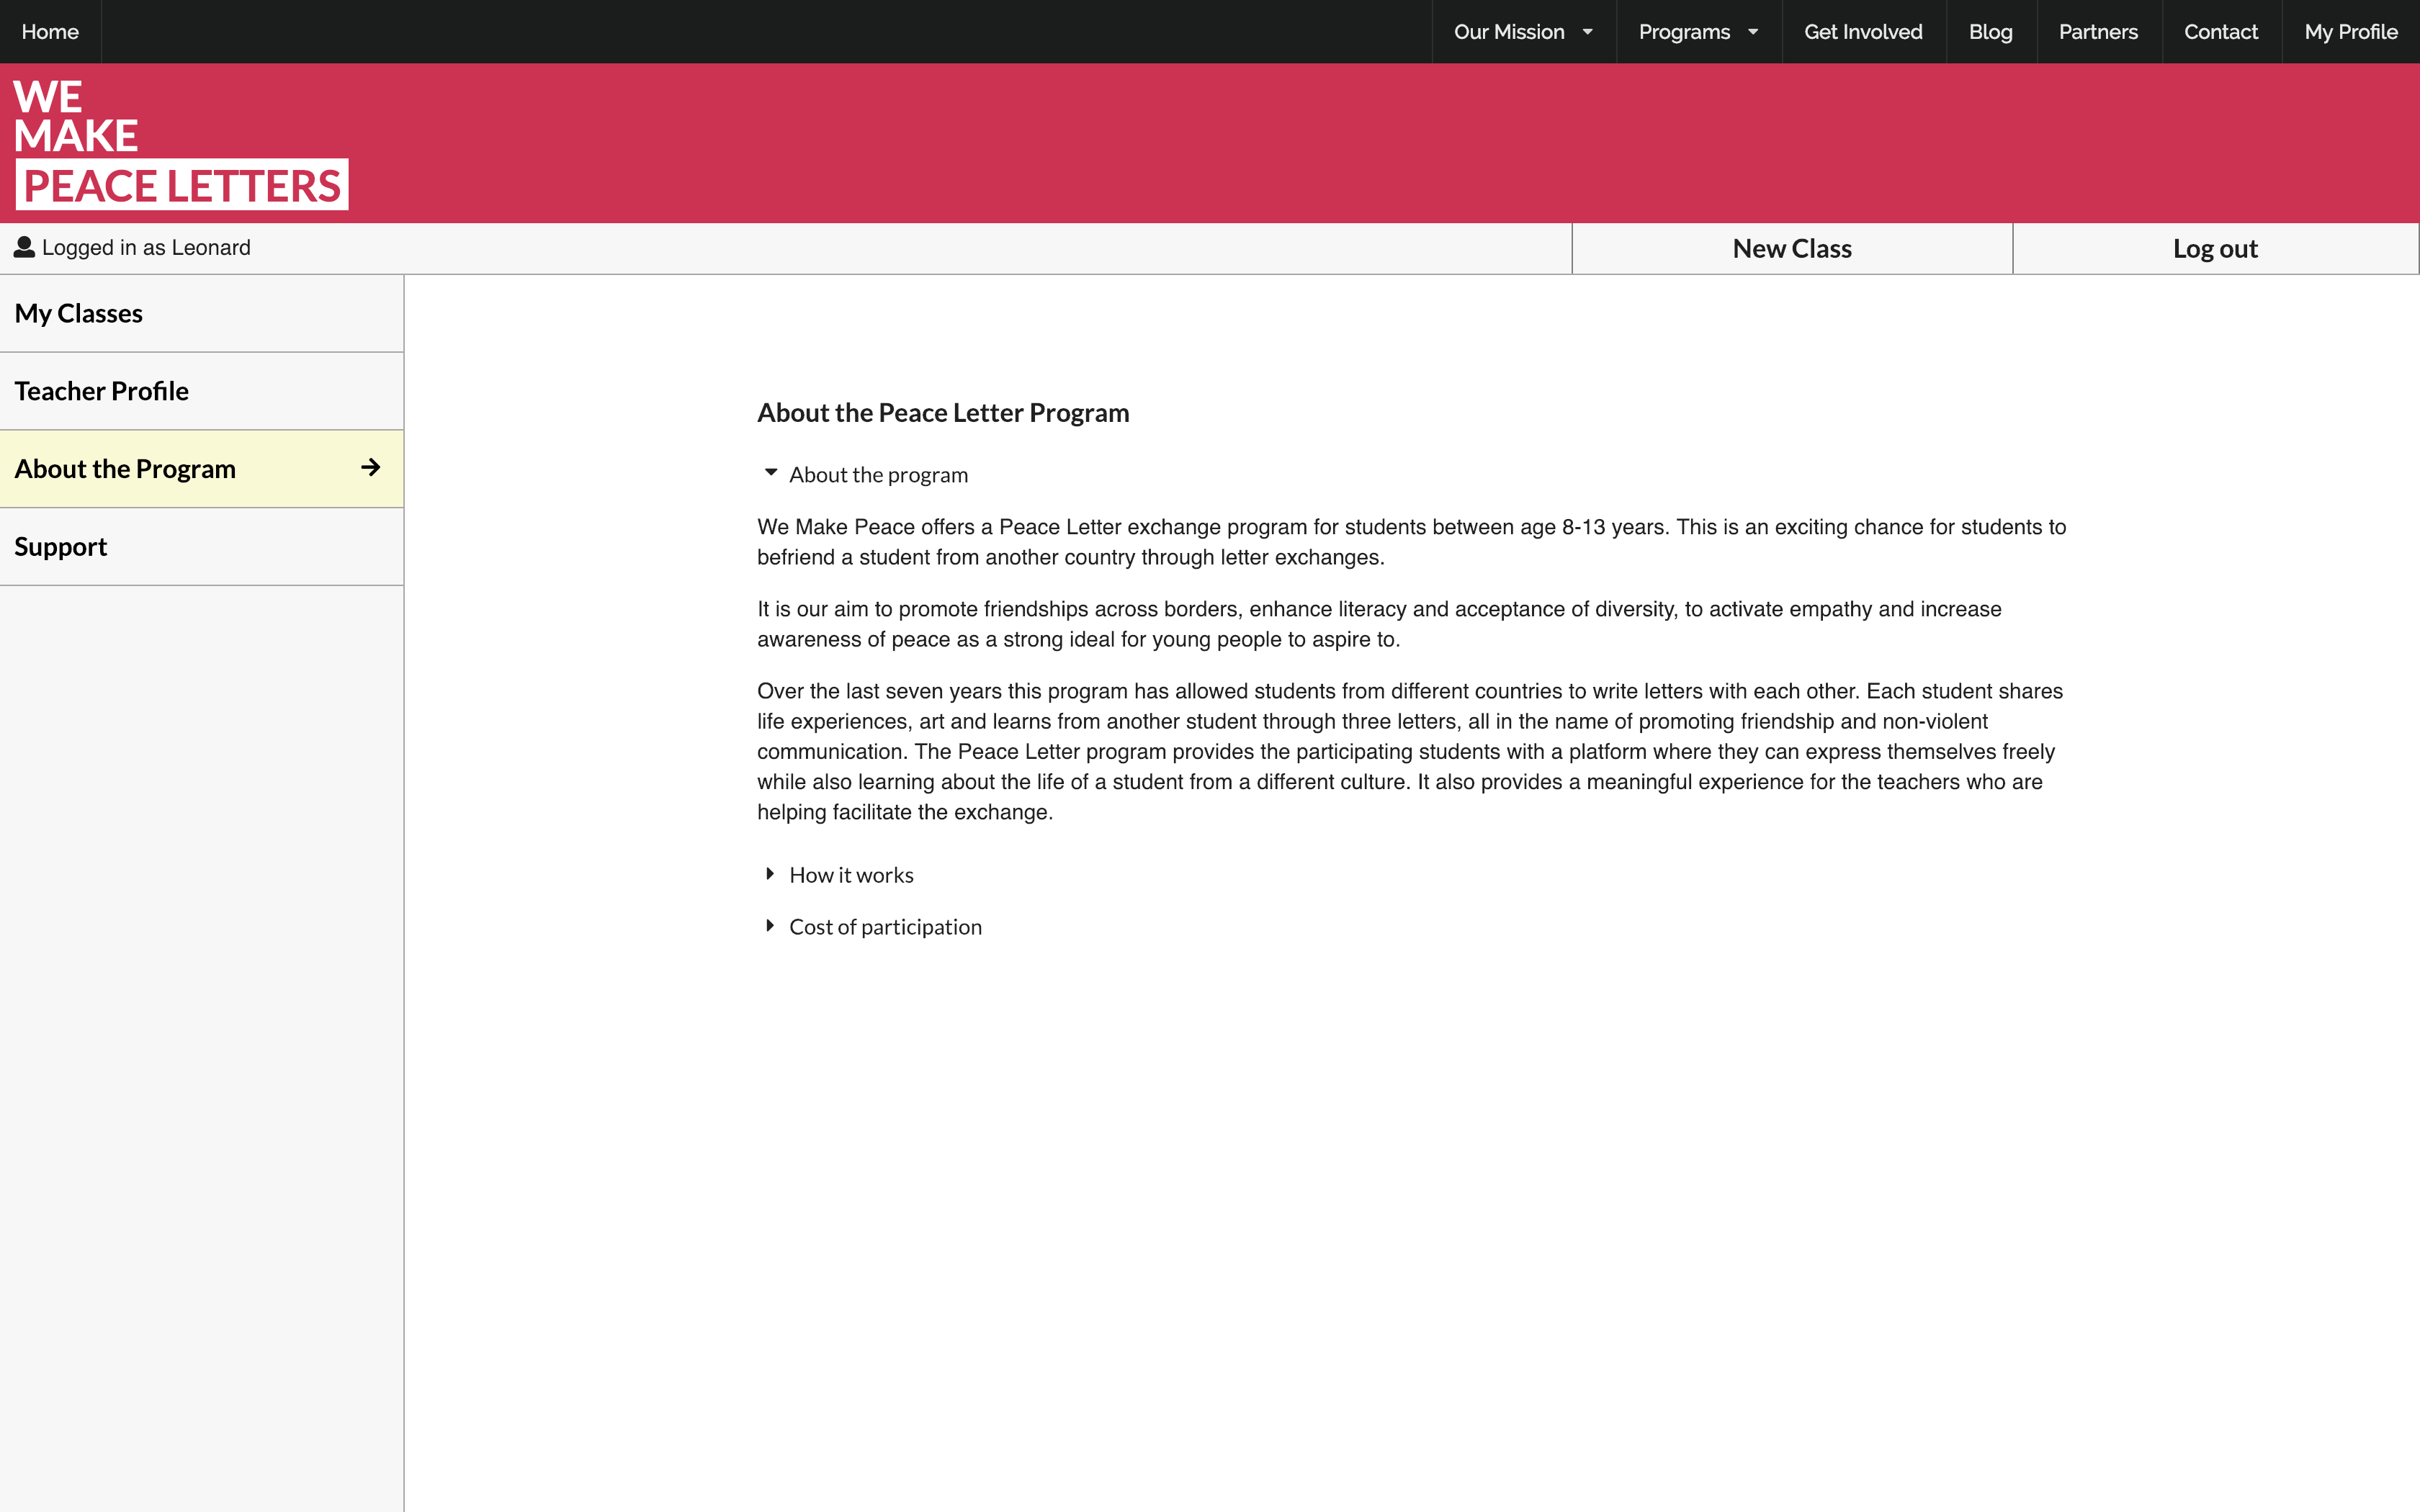 Home
Our Mission
Programs
Get Involved
Blog
Partners
Contact
My Profile
WE
MAKE
PEACE LETTERS
Logged in as Leonard
New Class
Log out
My Classes
Teacher Profile
About the Program
Support
About the Peace Letter Program
About the program
We Make Peace offers a Peace Letter exchange program for students between age 8-13 years. This is an exciting chance for students to
befriend a student from another country through letter exchanges.
It is our aim to promote friendships across borders, enhance literacy and acceptance of diversity, to activate empathy and increase
awareness of peace as a strong ideal for young people to aspire to.
Over the last seven years this program has allowed students from different countries to write letters with each other. Each student shares
life experiences, art and learns from another student through three letters, all in the name of promoting friendship and non-violent
communication. The Peace Letter program provides the participating students with a platform where they can express themselves freely
while also learning about the life of a student from a different culture. It also provides a meaningful experience for the teachers who are
helping facilitate the exchange.
How it works
Cost of participation